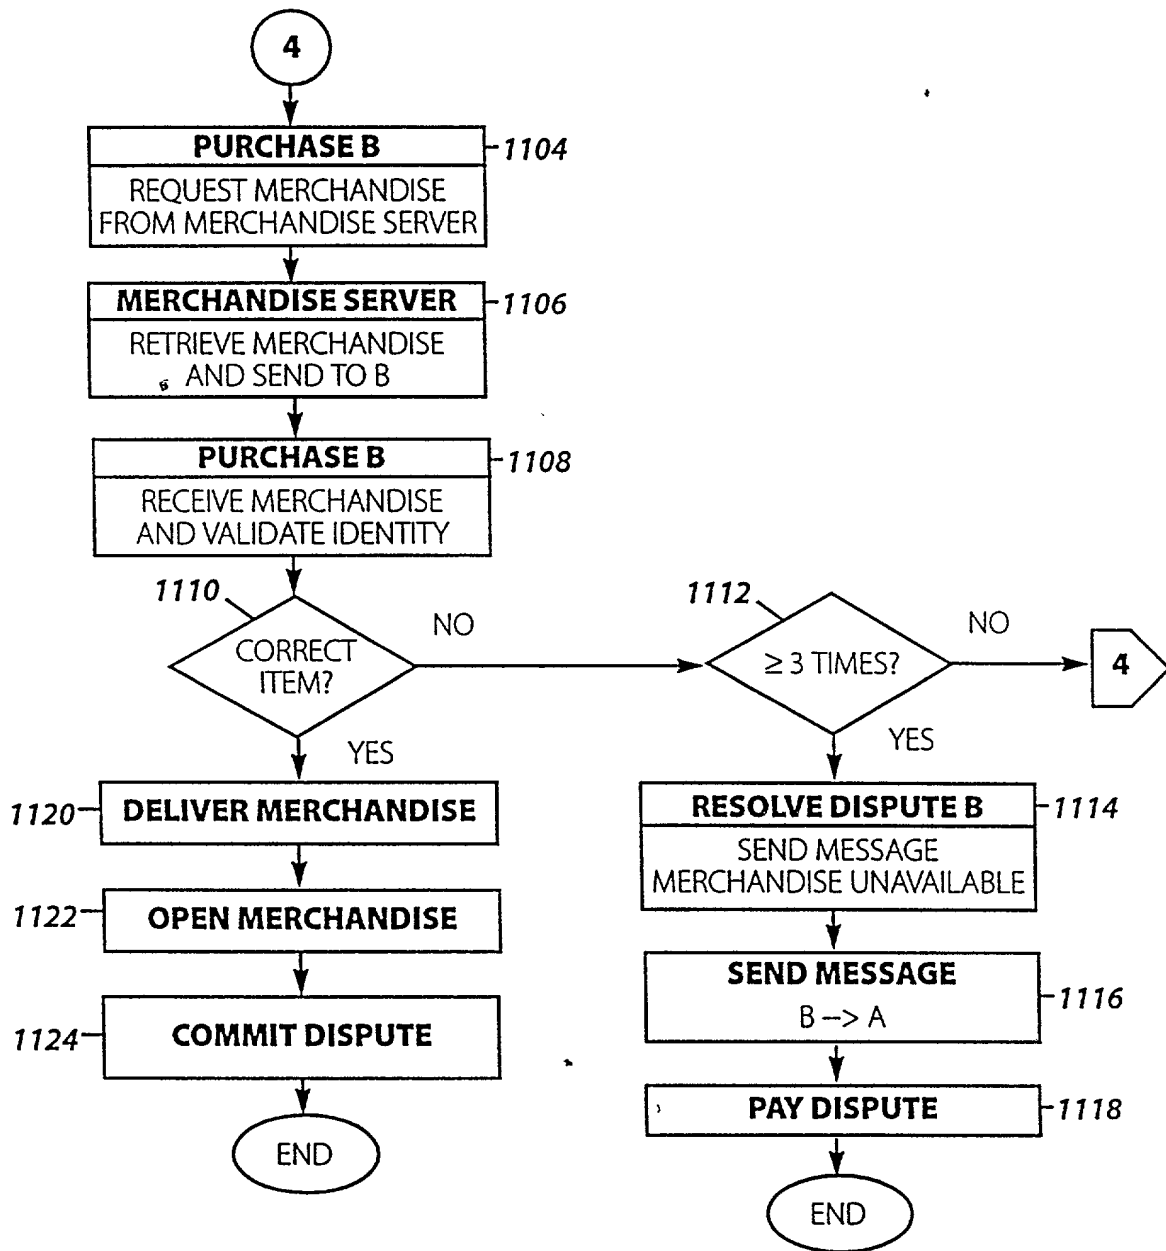 4
PURCHASE B
1104
REQUEST MERCHANDISE
FROM MERCHANDISE SERVER
MERCHANDISE SERVER
1106
RETRIEVE MERCHANDISE
AND SEND TO B
PURCHASE B
1108
RECEIVE MERCHANDISE
AND VALIDATE IDENTITY
1110
CORRECT
ITEM?
NO
1112
≥ 3 TIMES?
NO
4
YES
YES
1120
DELIVER MERCHANDISE
1122
OPEN MERCHANDISE
1124
COMMIT DISPUTE
END
RESOLVE DISPUTE B
1114
SEND MESSAGE
MERCHANDISE UNAVAILABLE
SEND MESSAGE
B --> A
1116
PAY DISPUTE
1118
END